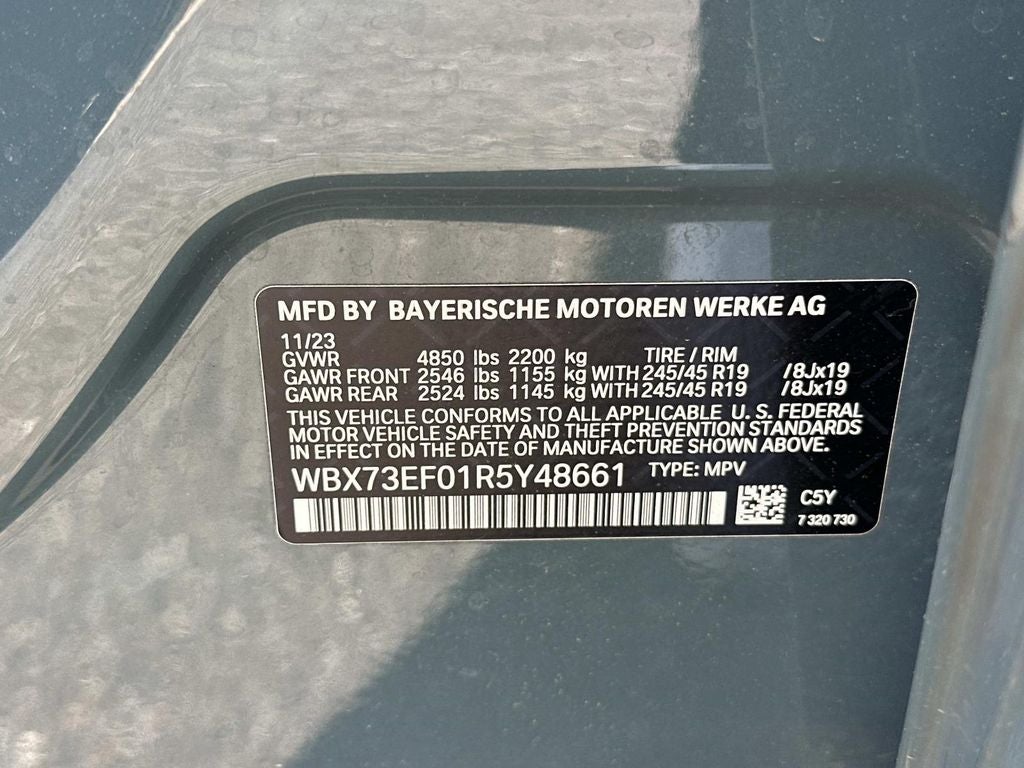 MFD BY BAYERISCHE MOTOREN WERKE AG
11/23
GVWR 4850 lbs 2200 kg TIRE / RIM
GAWR FRONT 2546 lbs 1155 kg WITH 245/45 R19 /8Jx19
GAWR REAR 2524 lbs 1145 kg WITH 245/45 R19 /8Jx19
THIS VEHICLE CONFORMS TO ALL APPLICABLE U. S. FEDERAL
MOTOR VEHICLE SAFETY AND THEFT PREVENTION STANDARDS
IN EFFECT ON THE DATE OF MANUFACTURE SHOWN ABOVE.
WBX73EF01R5Y48661 TYPE: MPV
C5Y
7 320 730